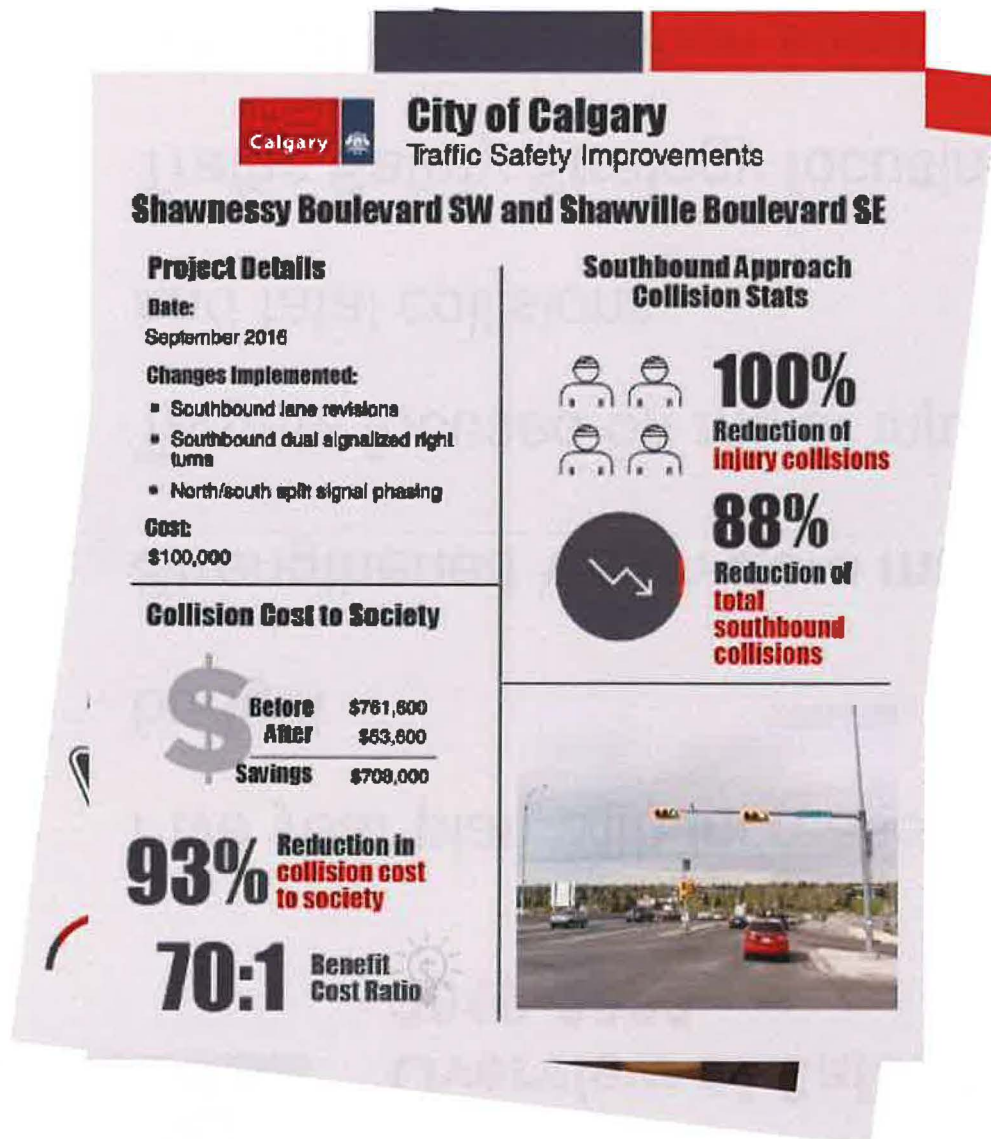 Calgary
City of Calgary
Traffic Safety Improvements
Shawnessy Boulevard SW and Shawville Boulevard SE
Project Details
Date:
September 2016
Changes Implemented:
▪ Southbound lane revisions
▪ Southbound dual signalized right
turns
▪ North/south split signal phasing
Cost:
$100,000
Collision Cost to Society
$
Before $761,600
After $53,600
Savings $708,000
93% Reduction in
collision cost
to society
70:1 Benefit
Cost Ratio
Southbound Approach
Collision Stats
100%
Reduction of
injury collisions
88%
Reduction of
total
southbound
collisions